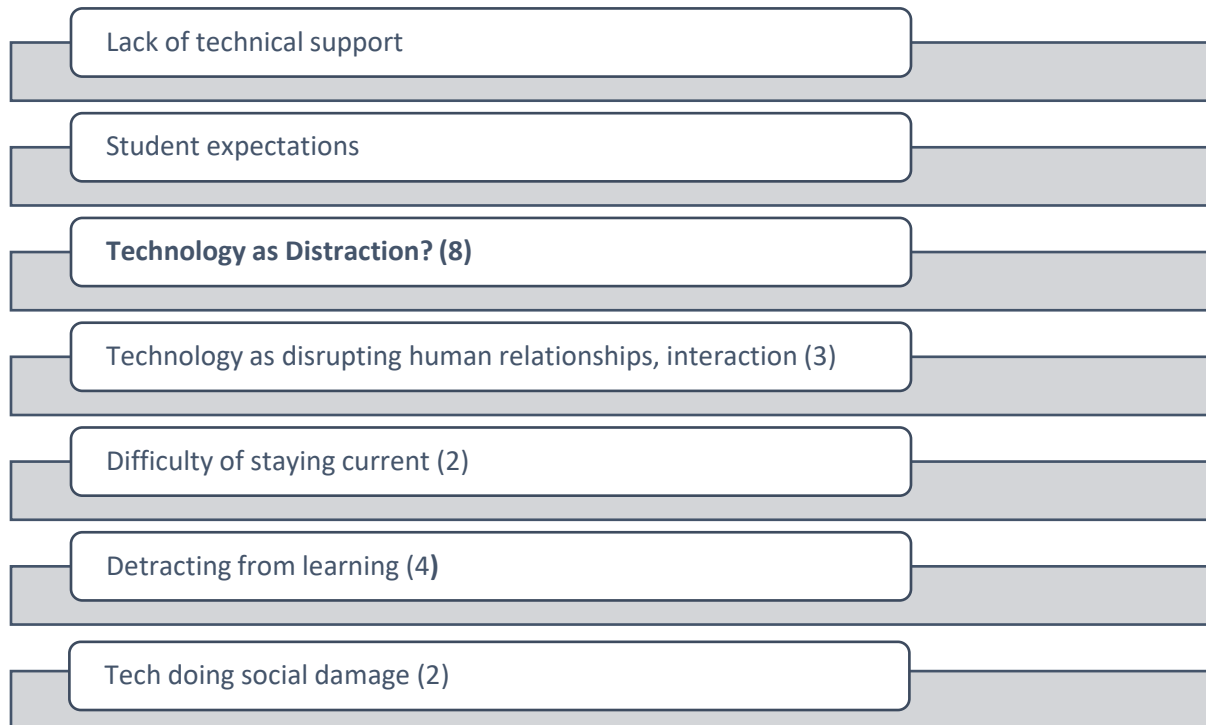 Lack of technical support
Student expectations
Technology as Distraction? (8)
Technology as disrupting human relationships, interaction (3)
Difficulty of staying current (2)
Detracting from learning (4)
Tech doing social damage (2)